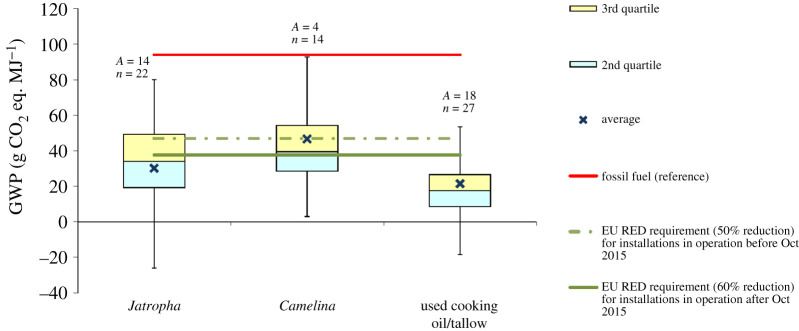 GWP (g CO₂ eq. MJ⁻¹)
120
100
80
60
40
20
0
−20
−40
A = 14
n = 22
A = 4
n = 14
A = 18
n = 27
Jatropha
Camelina
used cooking
oil/tallow
3rd quartile
2nd quartile
average
fossil fuel (reference)
EU RED requirement (50% reduction)
for installations in operation before Oct
2015
EU RED requirement (60% reduction)
for installations in operation after Oct
2015